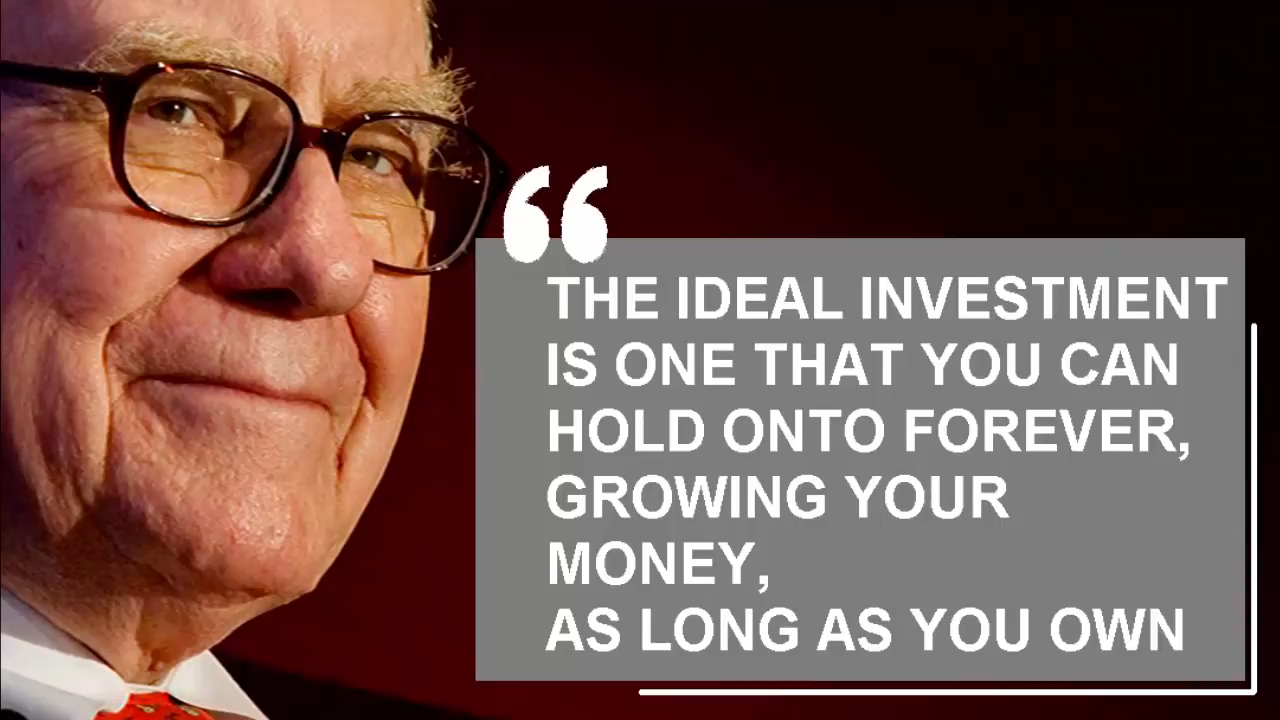 “
THE IDEAL INVESTMENT
IS ONE THAT YOU CAN
HOLD ONTO FOREVER,
GROWING YOUR
MONEY,
AS LONG AS YOU OWN